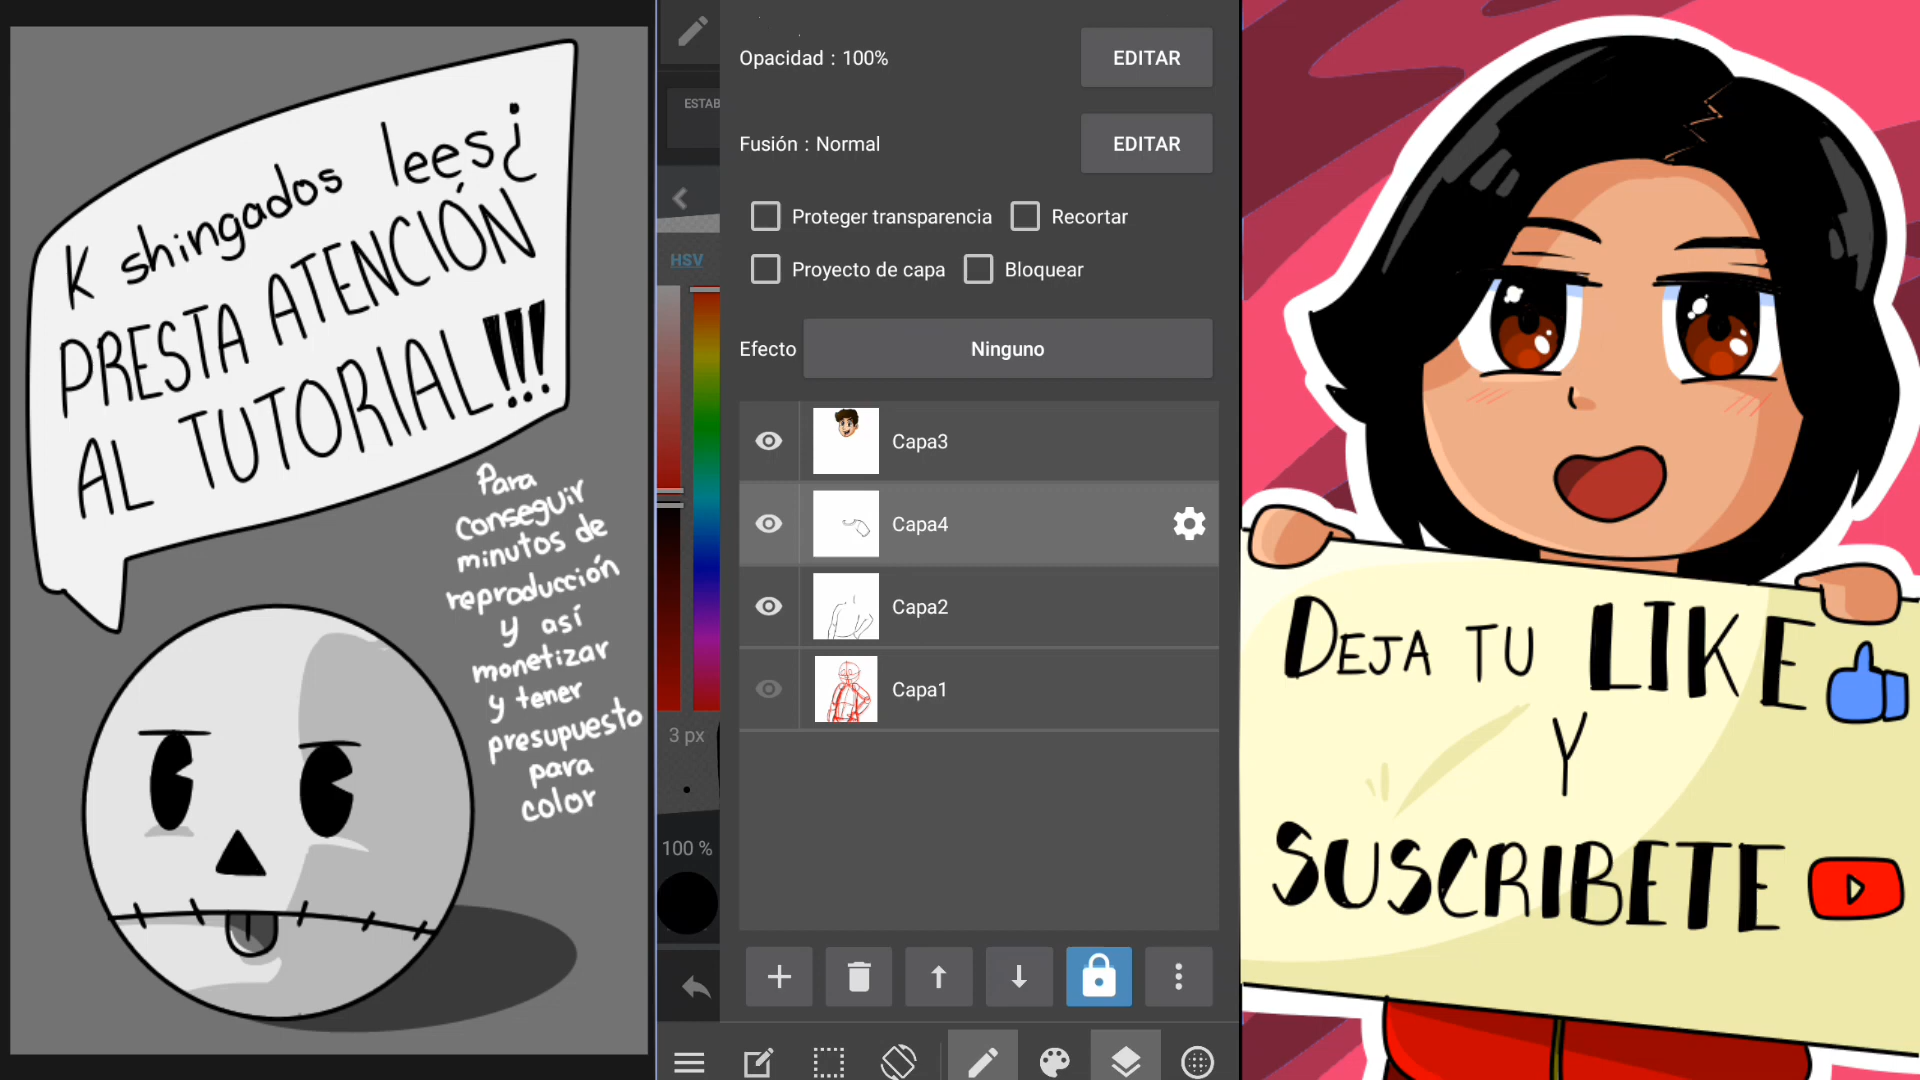 K shingados lees¿
PRESTA ATENCIÓN
AL TUTORIAL!!!
Para
conseguir
minutos de
reproducción
y así
monetizar
y tener
presupuesto
para
color
ESTAB
HSV
3 px
100 %
Opacidad : 100%
EDITAR
Fusión : Normal
EDITAR
Proteger transparencia
Recortar
Proyecto de capa
Bloquear
Efecto
Ninguno
Capa3
Capa4
Capa2
Capa1
DEJA TU LIKE
Y
SUSCRIBETE